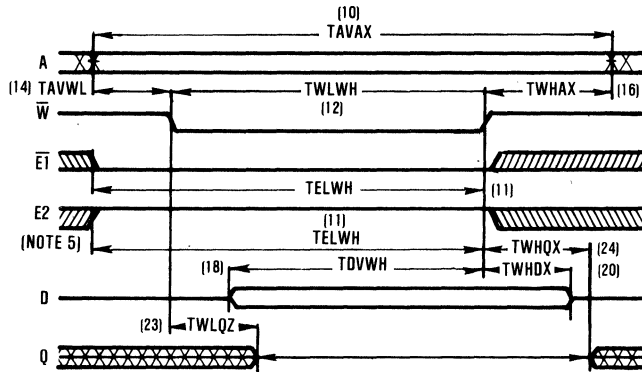 (10)
TAVAX
A
(14) TAVWL TWLWH TWHAX (16)
(12)
W̅
E̅1̅
TELWH (11)
E2 (11)
(NOTE 5) TELWH TWHQX (24)
(18) TDVWH TWHDX (20)
D
(23) TWLQZ
Q